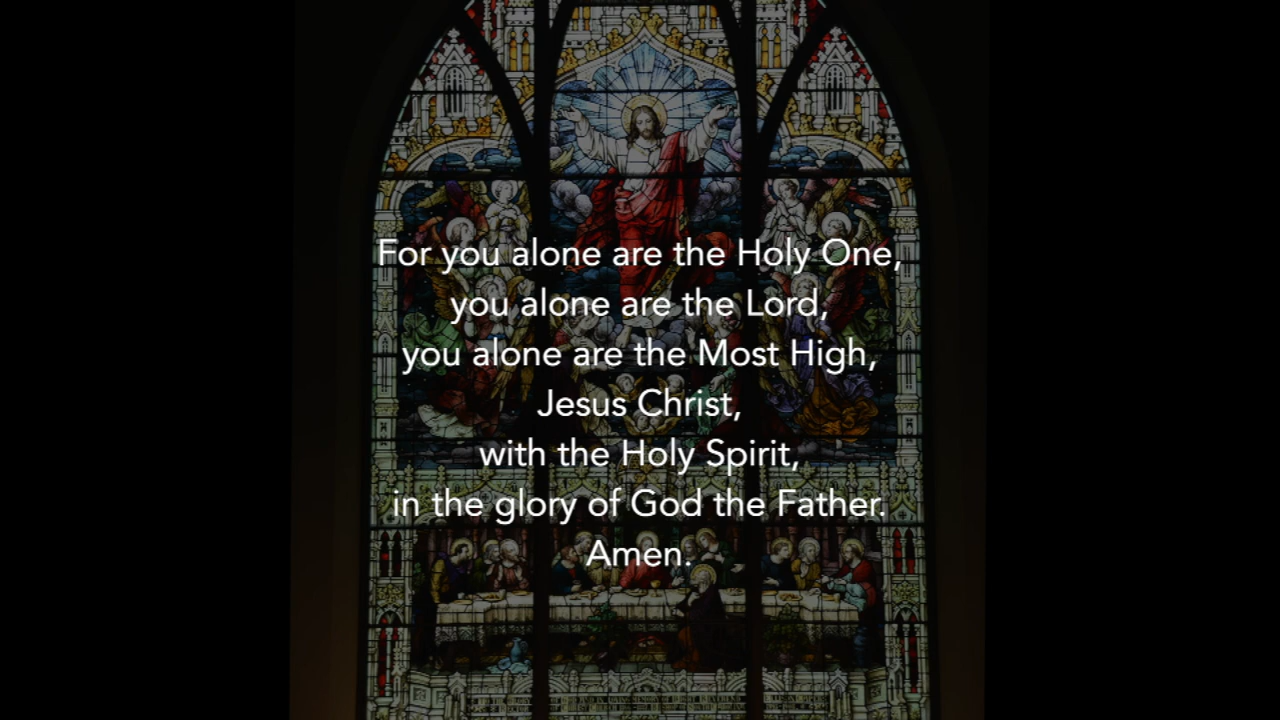 For you alone are the Holy One,
you alone are the Lord,
you alone are the Most High,
Jesus Christ,
with the Holy Spirit,
in the glory of God the Father.
Amen.